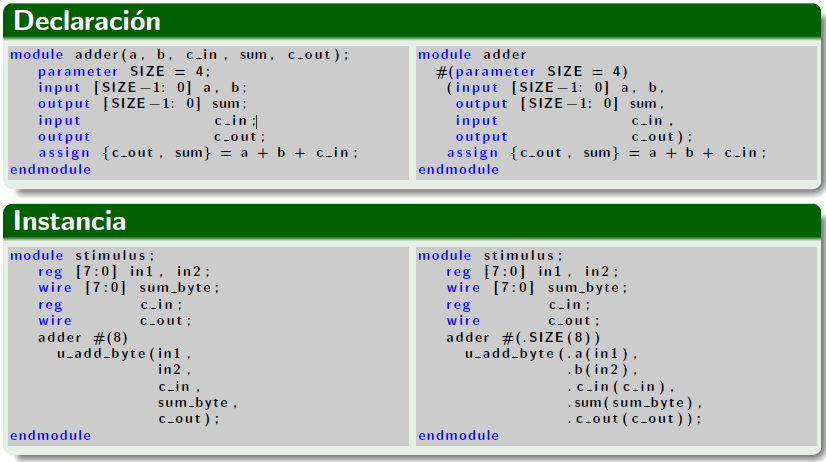 Declaración
module adder(a, b, c_in, sum, c_out);
parameter SIZE = 4;
input [SIZE-1: 0] a, b;
output [SIZE-1: 0] sum;
input c_in;
output c_out;
assign {c_out, sum} = a + b + c_in;
endmodule
module adder
#(parameter SIZE = 4)
(input [SIZE-1: 0] a, b,
output [SIZE-1: 0] sum,
input c_in,
output c_out);
assign {c_out, sum} = a + b + c_in;
endmodule
Instancia
module stimulus;
reg [7:0] in1, in2;
wire [7:0] sum_byte;
reg c_in;
wire c_out;
adder #(8)
u_add_byte(in1,
in2,
c_in,
sum_byte,
c_out);
endmodule
module stimulus;
reg [7:0] in1, in2;
wire [7:0] sum_byte;
reg c_in;
wire c_out;
adder #(.SIZE(8))
u_add_byte(.a(in1),
.b(in2),
.c_in(c_in),
.sum(sum_byte),
.c_out(c_out));
endmodule